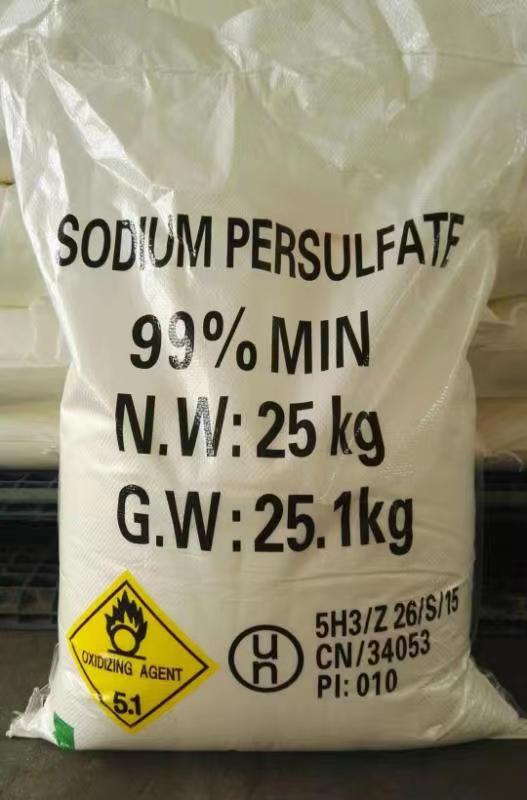 SODIUM PERSULFATE
99% MIN
N.W: 25 kg
G.W: 25.1kg
OXIDIZING AGENT
5.1
un
5H3/Z 26/S/15
CN/34053
PI: 010